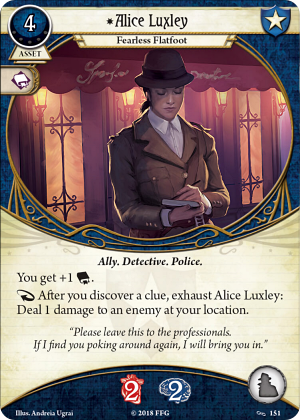 4
Alice Luxley
Fearless Flatfoot
ASSET
Ally. Detective. Police.
You get +1 .
After you discover a clue, exhaust Alice Luxley:
Deal 1 damage to an enemy at your location.
“Please leave this to the professionals.
If I find you poking around again, I will bring you in.”
2 2
Illus. Andreia Ugrai © 2018 FFG 151